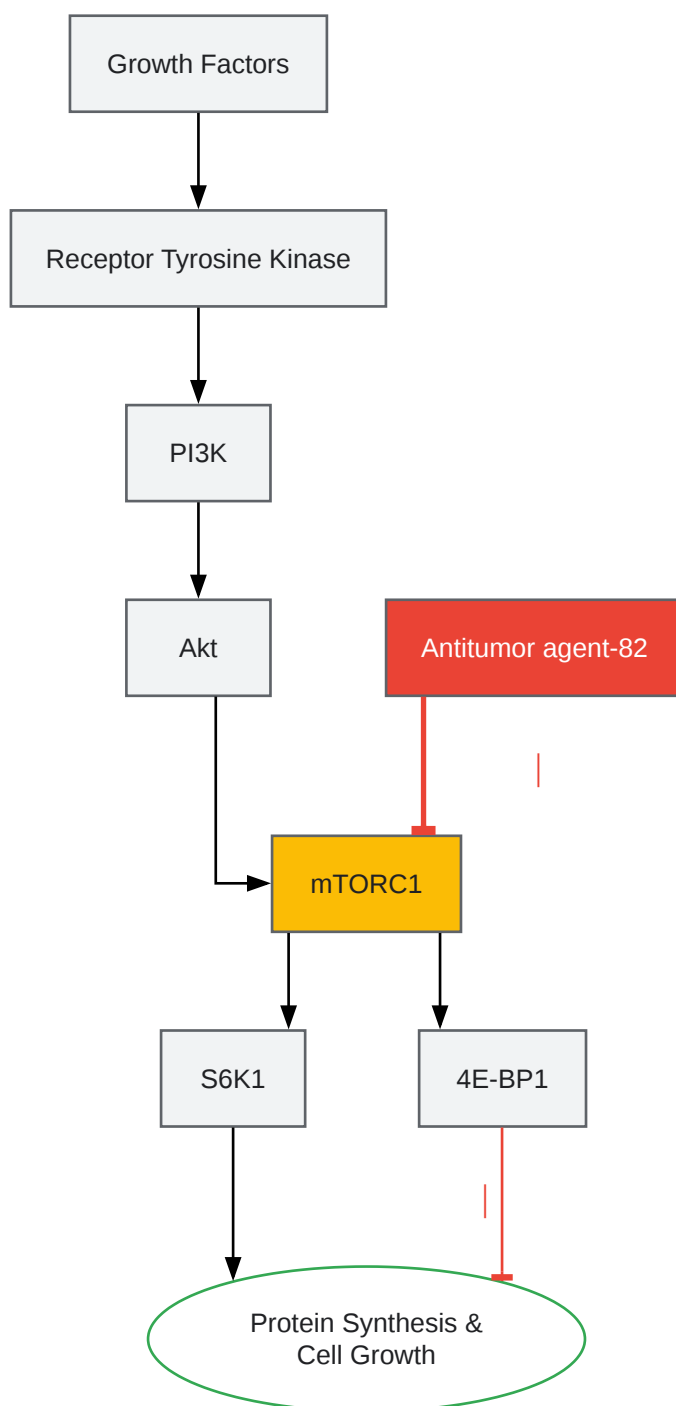 Growth Factors
Receptor Tyrosine Kinase
PI3K
Akt
Antitumor agent-82
mTORC1
S6K1
4E-BP1
Protein Synthesis &
Cell Growth